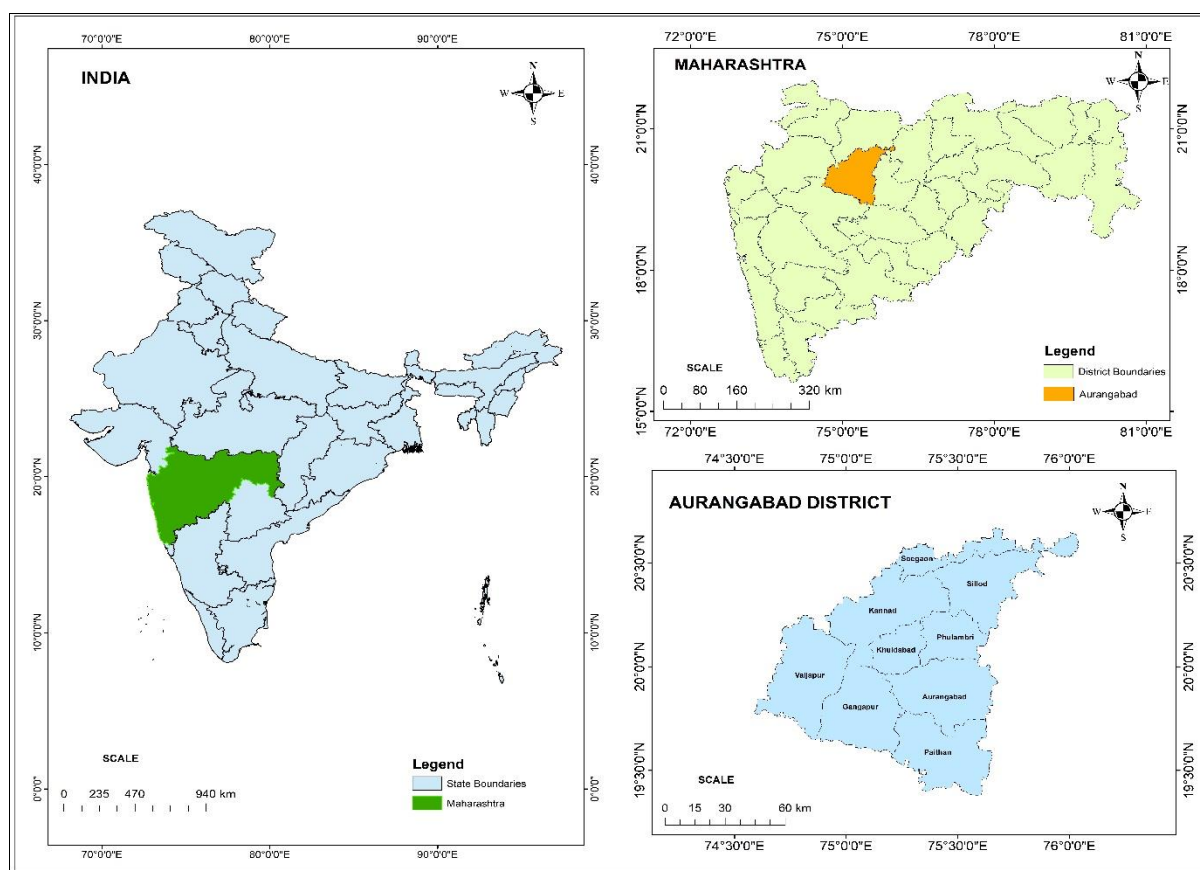 70°0'0"E 80°0'0"E 90°0'0"E
INDIA
N
W E
S
40°0'0"N
40°0'0"N
30°0'0"N
30°0'0"N
20°0'0"N
20°0'0"N
10°0'0"N
10°0'0"N
0°0'0"
0°0'0"
SCALE
0 235 470 940 km
Legend
State Boundaries
Maharashtra
70°0'0"E 80°0'0"E 90°0'0"E
72°0'0"E 75°0'0"E 78°0'0"E 81°0'0"E
MAHARASHTRA
N
W E
S
21°0'0"N
21°0'0"N
18°0'0"N
18°0'0"N
15°0'0"N
15°0'0"N
SCALE
0 80 160 320 km
Legend
District Boundaries
Aurangabad
72°0'0"E 75°0'0"E 78°0'0"E 81°0'0"E
74°30'0"E 75°0'0"E 75°30'0"E 76°0'0"E
AURANGABAD DISTRICT
N
W E
S
20°30'0"N
20°30'0"N
20°0'0"N
20°0'0"N
19°30'0"N
19°30'0"N
Soegaon
Sillod
Kannad
Phulambri
Khuldabad
Vaijapur
Aurangabad
Gangapur
Paithan
SCALE
0 15 30 60 km
74°30'0"E 75°0'0"E 75°30'0"E 76°0'0"E